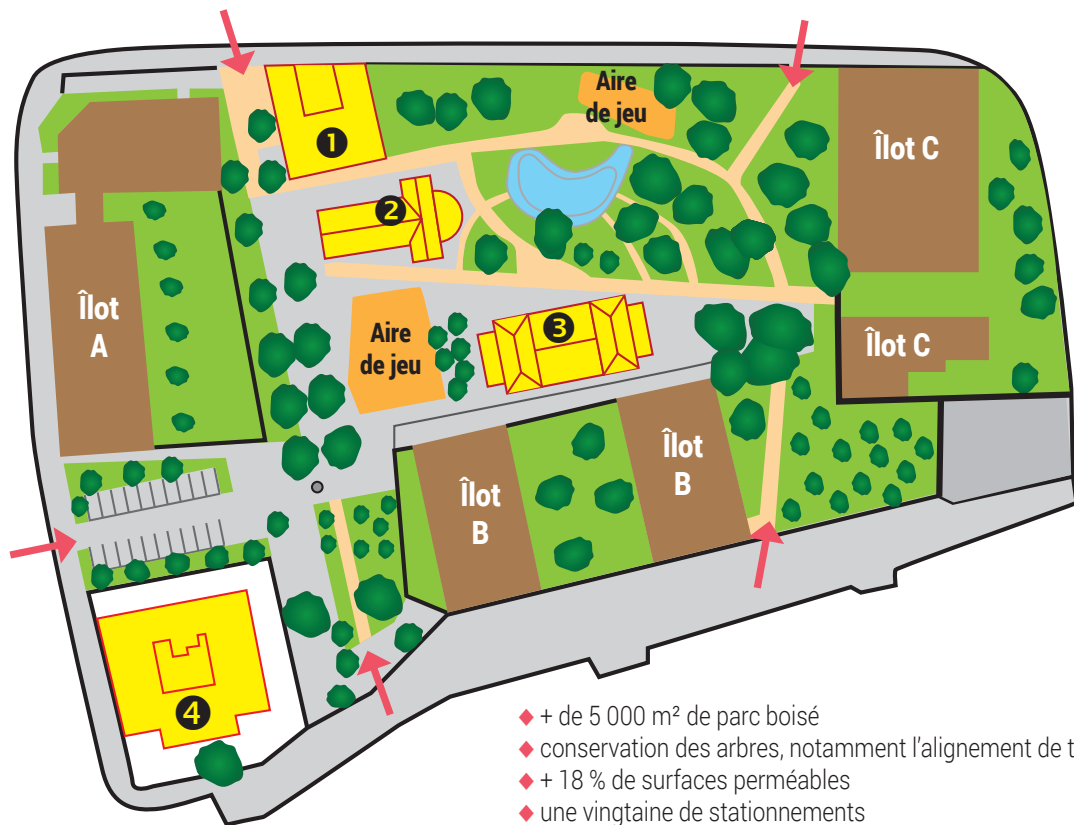 Aire
de jeu
❶
Îlot C
❷
Îlot
A
Aire
de jeu
❸
Îlot C
Îlot
B
Îlot
B
❹
♦ + de 5 000 m² de parc boisé
♦ conservation des arbres, notamment l'alignement de t
♦ + 18 % de surfaces perméables
♦ une vingtaine de stationnements